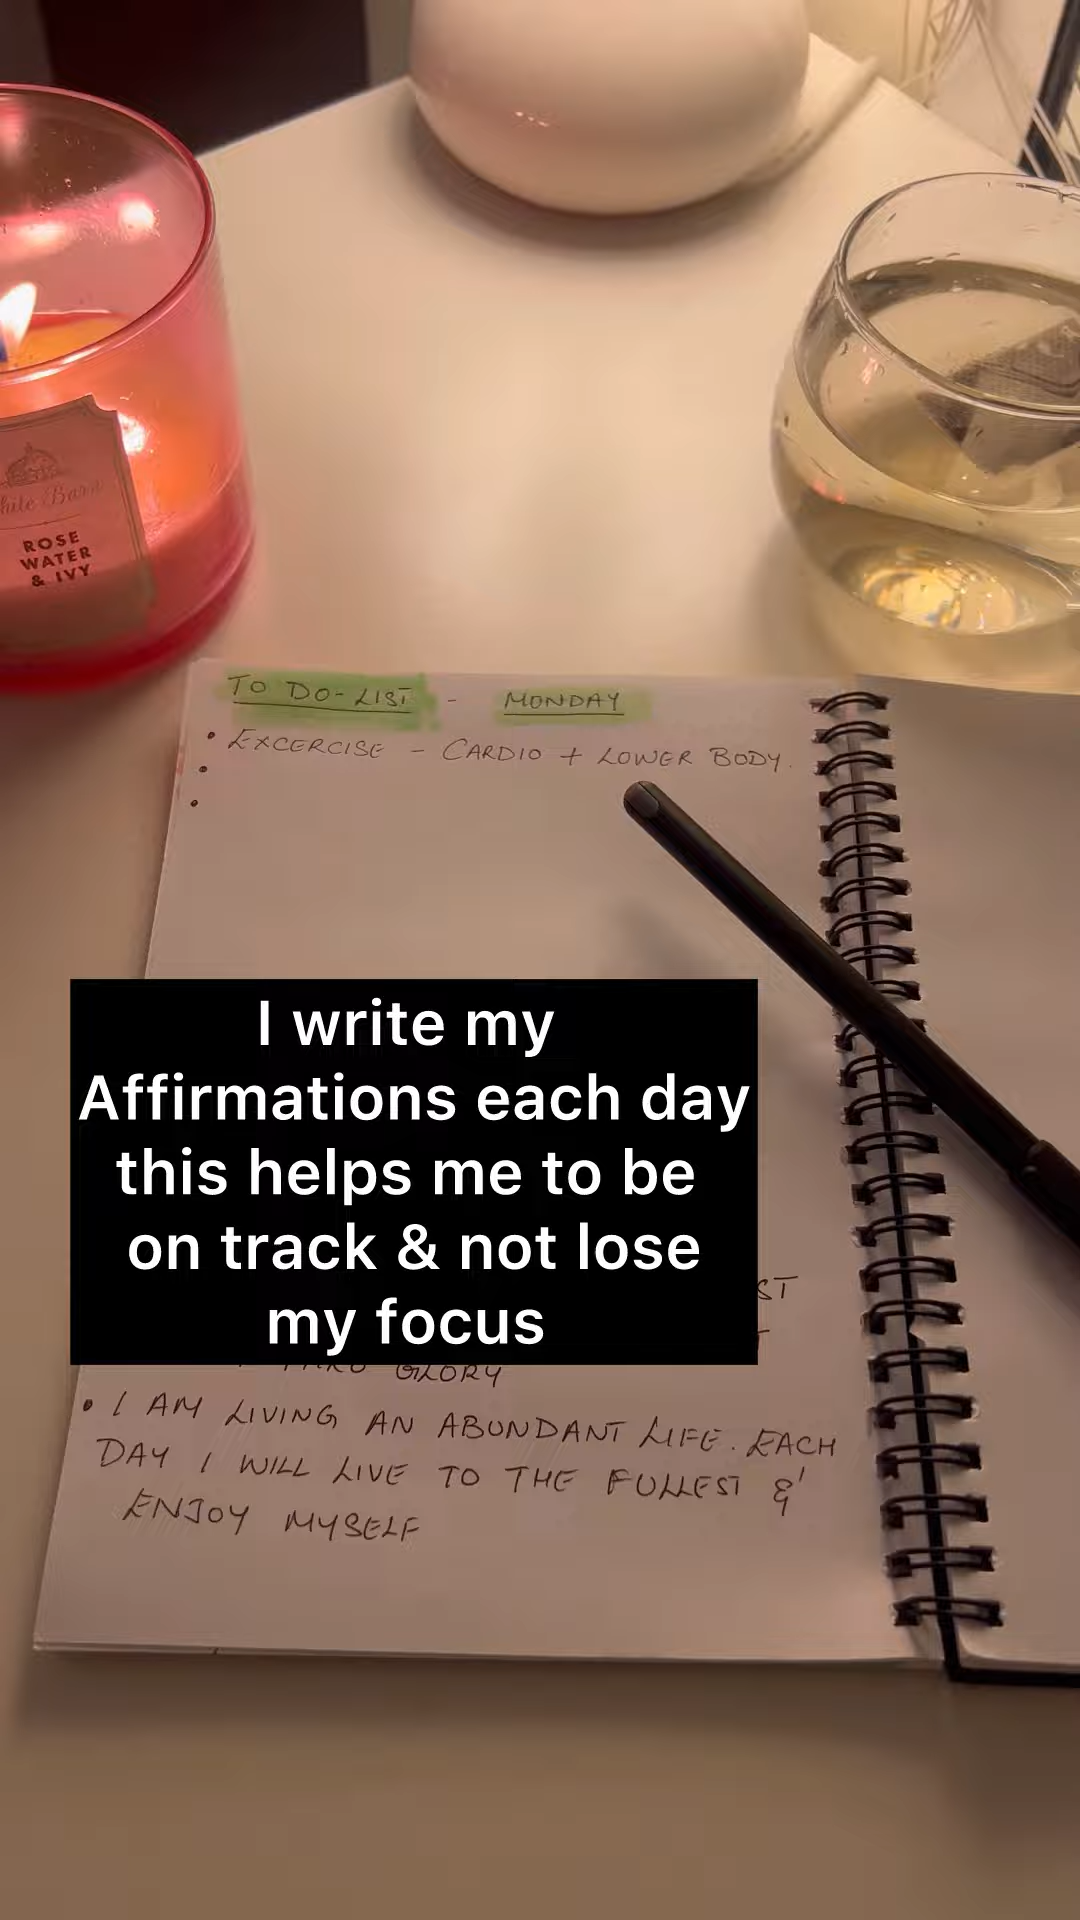 White Barn
ROSE
WATER
& IVY
TO DO-LIST - MONDAY
• EXCERCISE - CARDIO + LOWER BODY.
•
•
I write my
Affirmations each day
this helps me to be
on track & not lose
my focus
GLORY
• I AM LIVING AN ABUNDANT LIFE. EACH
DAY I WILL LIVE TO THE FULLEST &
ENJOY MYSELF